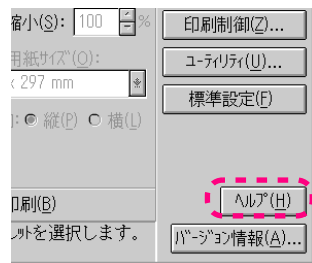 縮小(S): 100 %
印刷制御(Z)...
用紙サイズ(O):
ユーティリティ(U)...
x 297 mm
標準設定(F)
縦(P) 横(L)
ヘルプ(H)
印刷(B)
ットを選択します。
バージョン情報(A)...